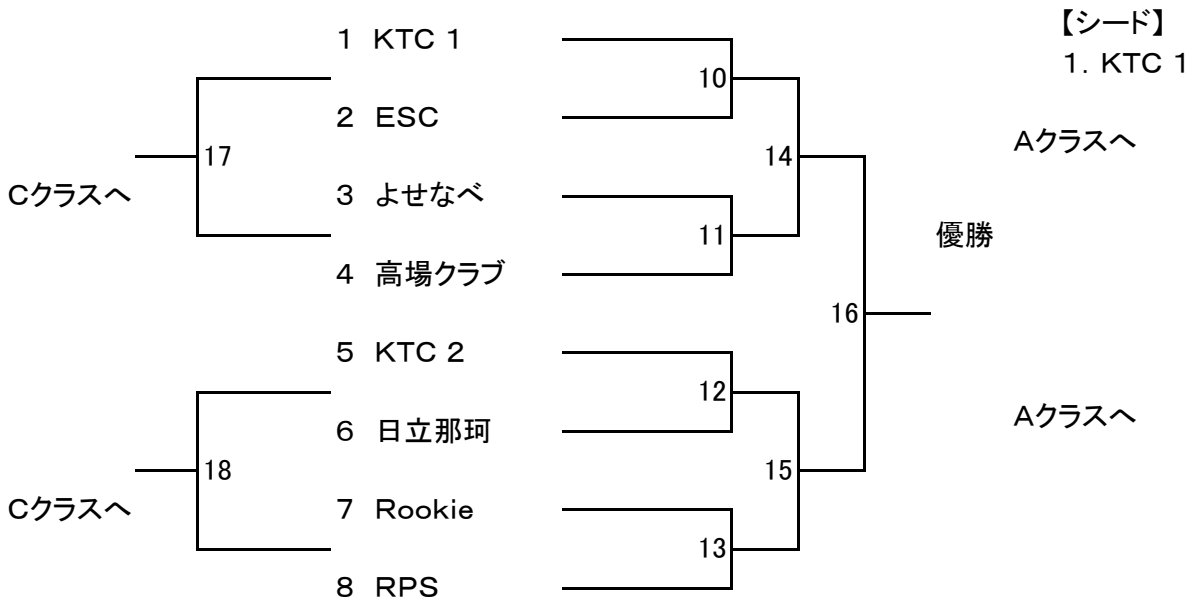 【シード】
1 KTC 1
1. KTC 1
10
2 ESC
Aクラスへ
17
14
Cクラスへ
3 よせなべ
11
優勝
4 高場クラブ
16
5 KTC 2
12
Aクラスへ
6 日立那珂
18
15
Cクラスへ
7 Rookie
13
8 RPS